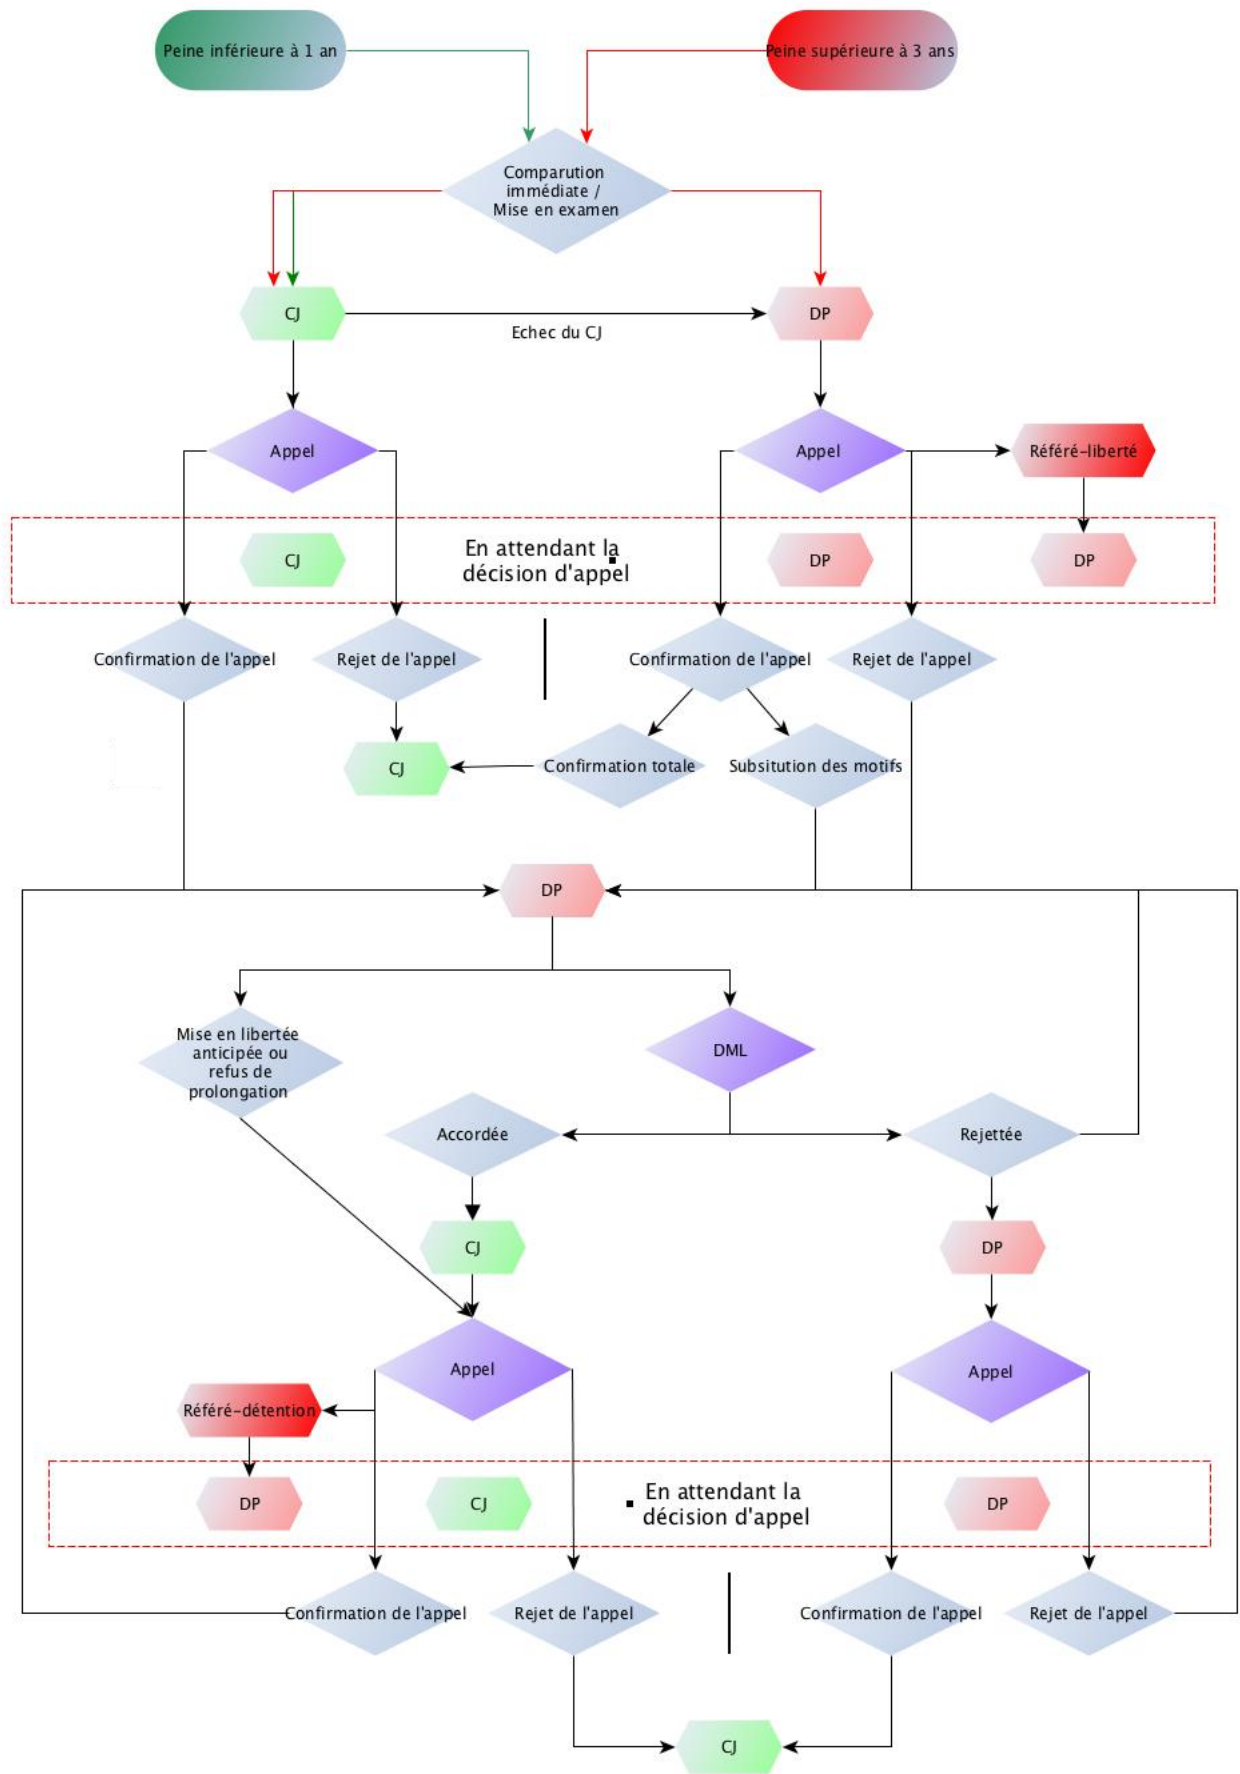 Peine inférieure à 1 an
Peine supérieure à 3 ans
Comparution
immédiate /
Mise en examen
CJ
DP
Echec du CJ
Appel
Appel
Référé-liberté
CJ
En attendant la
décision d'appel
DP
DP
Confirmation de l'appel
Rejet de l'appel
Confirmation de l'appel
Rejet de l'appel
CJ
Confirmation totale
Subsitution des motifs
DP
Mise en libertée
anticipée ou
refus de
prolongation
DML
Accordée
Rejettée
CJ
DP
Appel
Appel
Référé-détention
DP
CJ
En attendant la
décision d'appel
DP
Confirmation de l'appel
Rejet de l'appel
Confirmation de l'appel
Rejet de l'appel
CJ